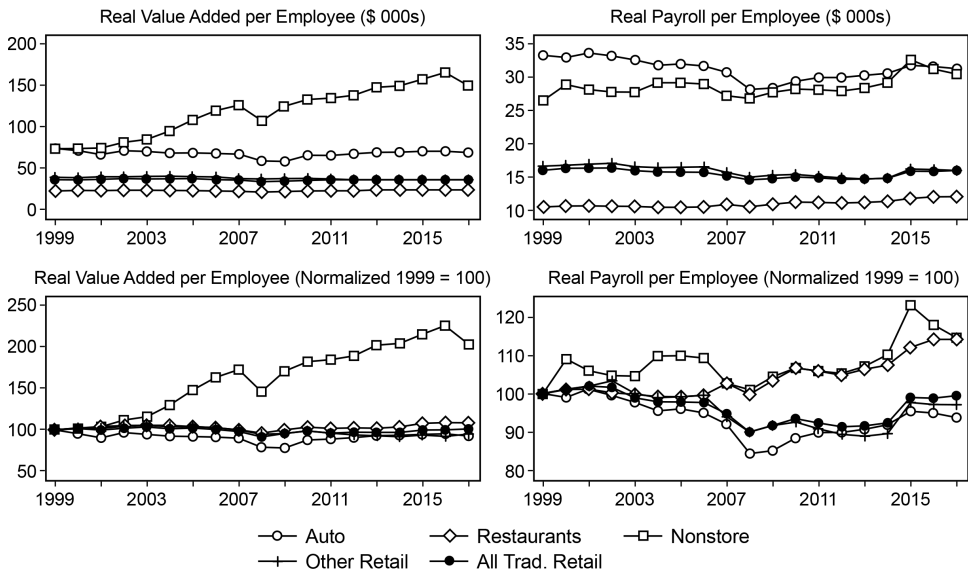 Real Value Added per Employee ($ 000s)
200
150
100
50
0
1999 2003 2007 2011 2015
Real Payroll per Employee ($ 000s)
35
30
25
20
15
10
1999 2003 2007 2011 2015
Real Value Added per Employee (Normalized 1999 = 100)
250
200
150
100
50
1999 2003 2007 2011 2015
Real Payroll per Employee (Normalized 1999 = 100)
120
110
100
90
80
1999 2003 2007 2011 2015
Auto Restaurants Nonstore
Other Retail All Trad. Retail